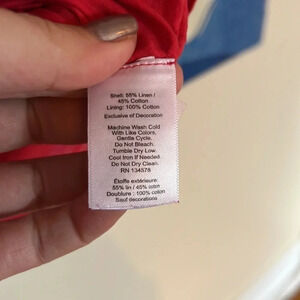 Shell: 55% Linen /
45% Cotton
Lining: 100% Cotton
Exclusive of Decoration
Machine Wash Cold
With Like Colors,
Gentle Cycle.
Do Not Bleach.
Tumble Dry Low.
Cool Iron If Needed.
Do Not Dry Clean.
RN 134578
Étoffe extérieure:
55% lin / 45% coton
Doublure : 100% coton
Sauf décorations